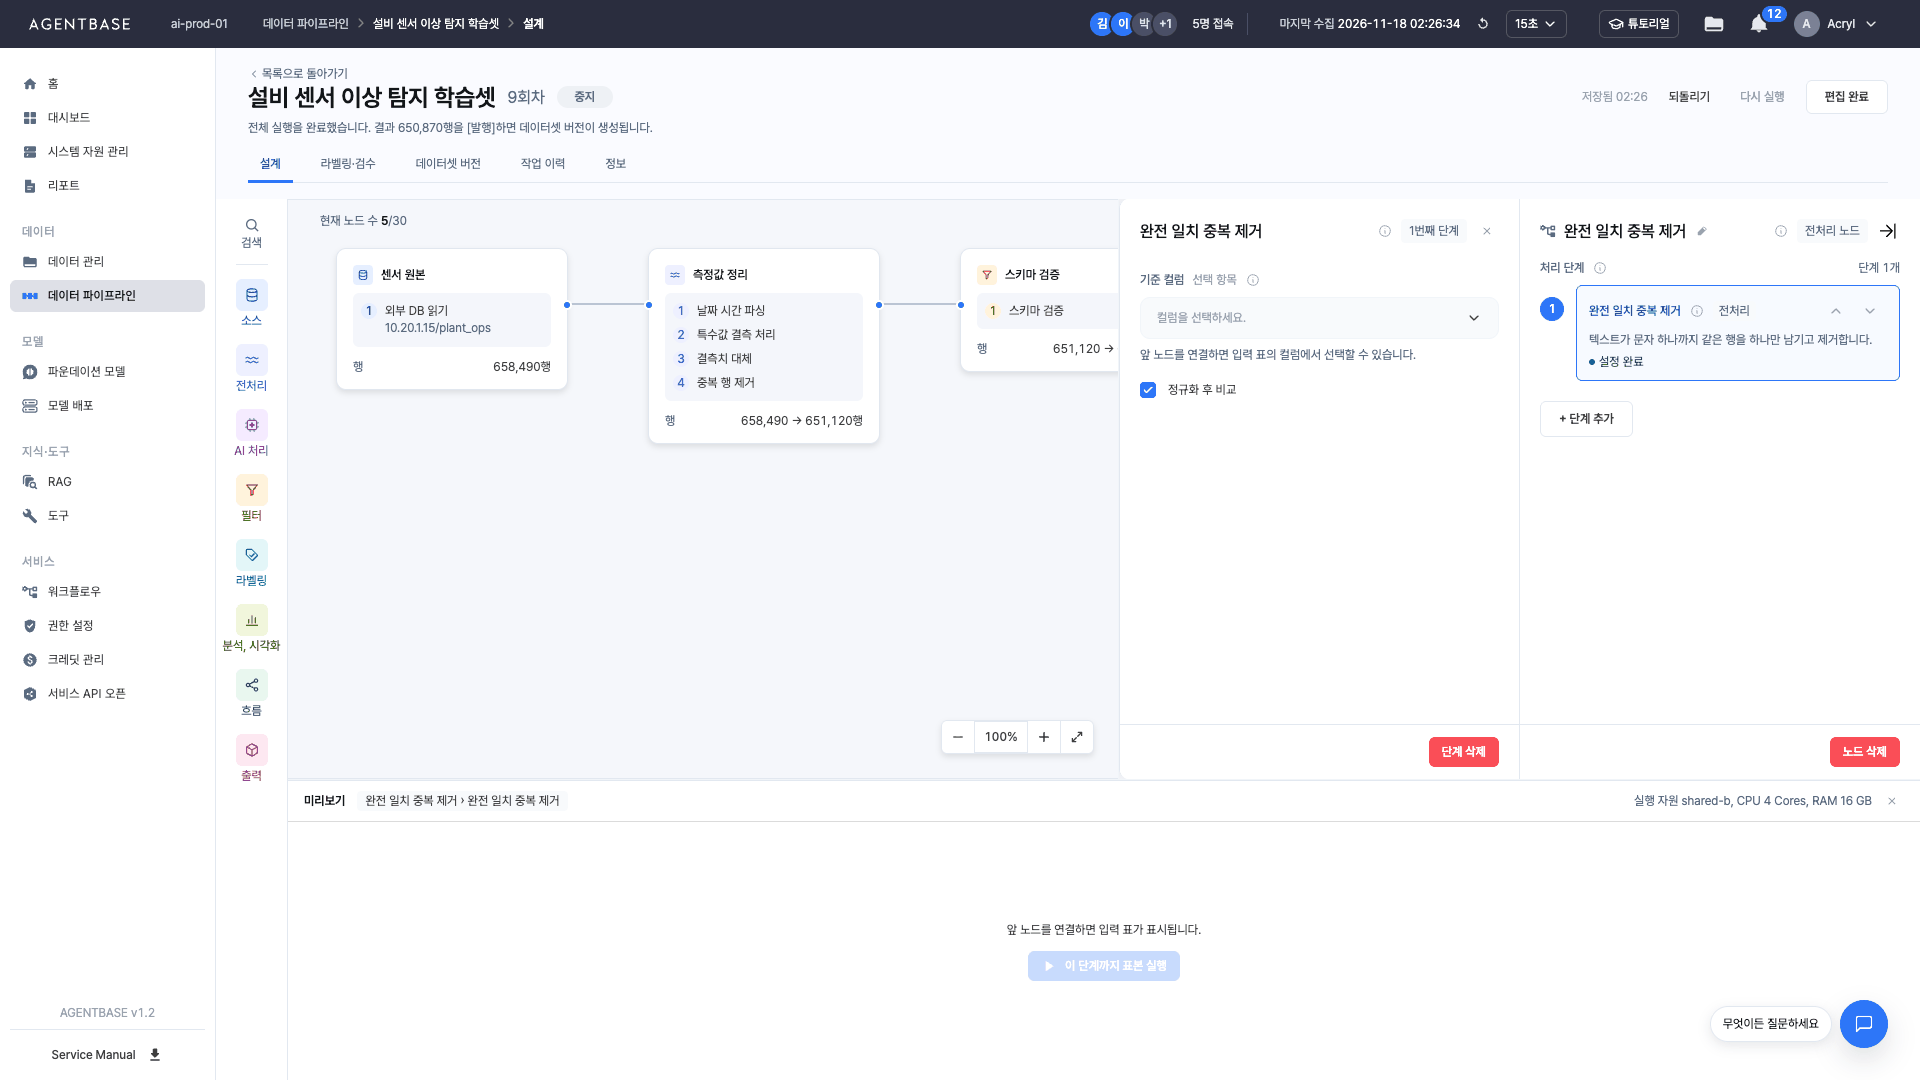 AGENTBASE
ai-prod-01
데이터 파이프라인 > 설비 센서 이상 탐지 학습셋 > 설계
김 이 박 +1 5명 접속
마지막 수집 2026-11-18 02:26:34
15초
튜토리얼
12
A Acryl
홈
대시보드
시스템 자원 관리
리포트
데이터
데이터 관리
데이터 파이프라인
모델
파운데이션 모델
모델 배포
지식·도구
RAG
도구
서비스
워크플로우
권한 설정
크레딧 관리
서비스 API 오픈
AGENTBASE v1.2
Service Manual
목록으로 돌아가기
설비 센서 이상 탐지 학습셋 9회차 중지
저장됨 02:26 되돌리기 다시 실행 편집 완료
전체 실행을 완료했습니다. 결과 650,870행을 [발행]하면 데이터셋 버전이 생성됩니다.
설계 라벨링·검수 데이터셋 버전 작업 이력 정보
검색
소스
전처리
AI 처리
필터
라벨링
분석, 시각화
흐름
출력
현재 노드 수 5/30
센서 원본
1 외부 DB 읽기
10.20.1.15/plant_ops
행 658,490행
측정값 정리
1 날짜 시간 파싱
2 특수값 결측 처리
3 결측치 대체
4 중복 행 제거
행 658,490 → 651,120행
스키마 검증
1 스키마 검증
행 651,120 →
100%
완전 일치 중복 제거 1번째 단계
기준 컬럼 선택 항목
컬럼을 선택하세요.
앞 노드를 연결하면 입력 표의 컬럼에서 선택할 수 있습니다.
정규화 후 비교
단계 삭제
완전 일치 중복 제거 전처리 노드
처리 단계 단계 1개
1 완전 일치 중복 제거 전처리
텍스트가 문자 하나까지 같은 행을 하나만 남기고 제거합니다.
설정 완료
+ 단계 추가
노드 삭제
미리보기 완전 일치 중복 제거 › 완전 일치 중복 제거
실행 자원 shared-b, CPU 4 Cores, RAM 16 GB
앞 노드를 연결하면 입력 표가 표시됩니다.
이 단계까지 표본 실행
무엇이든 질문하세요